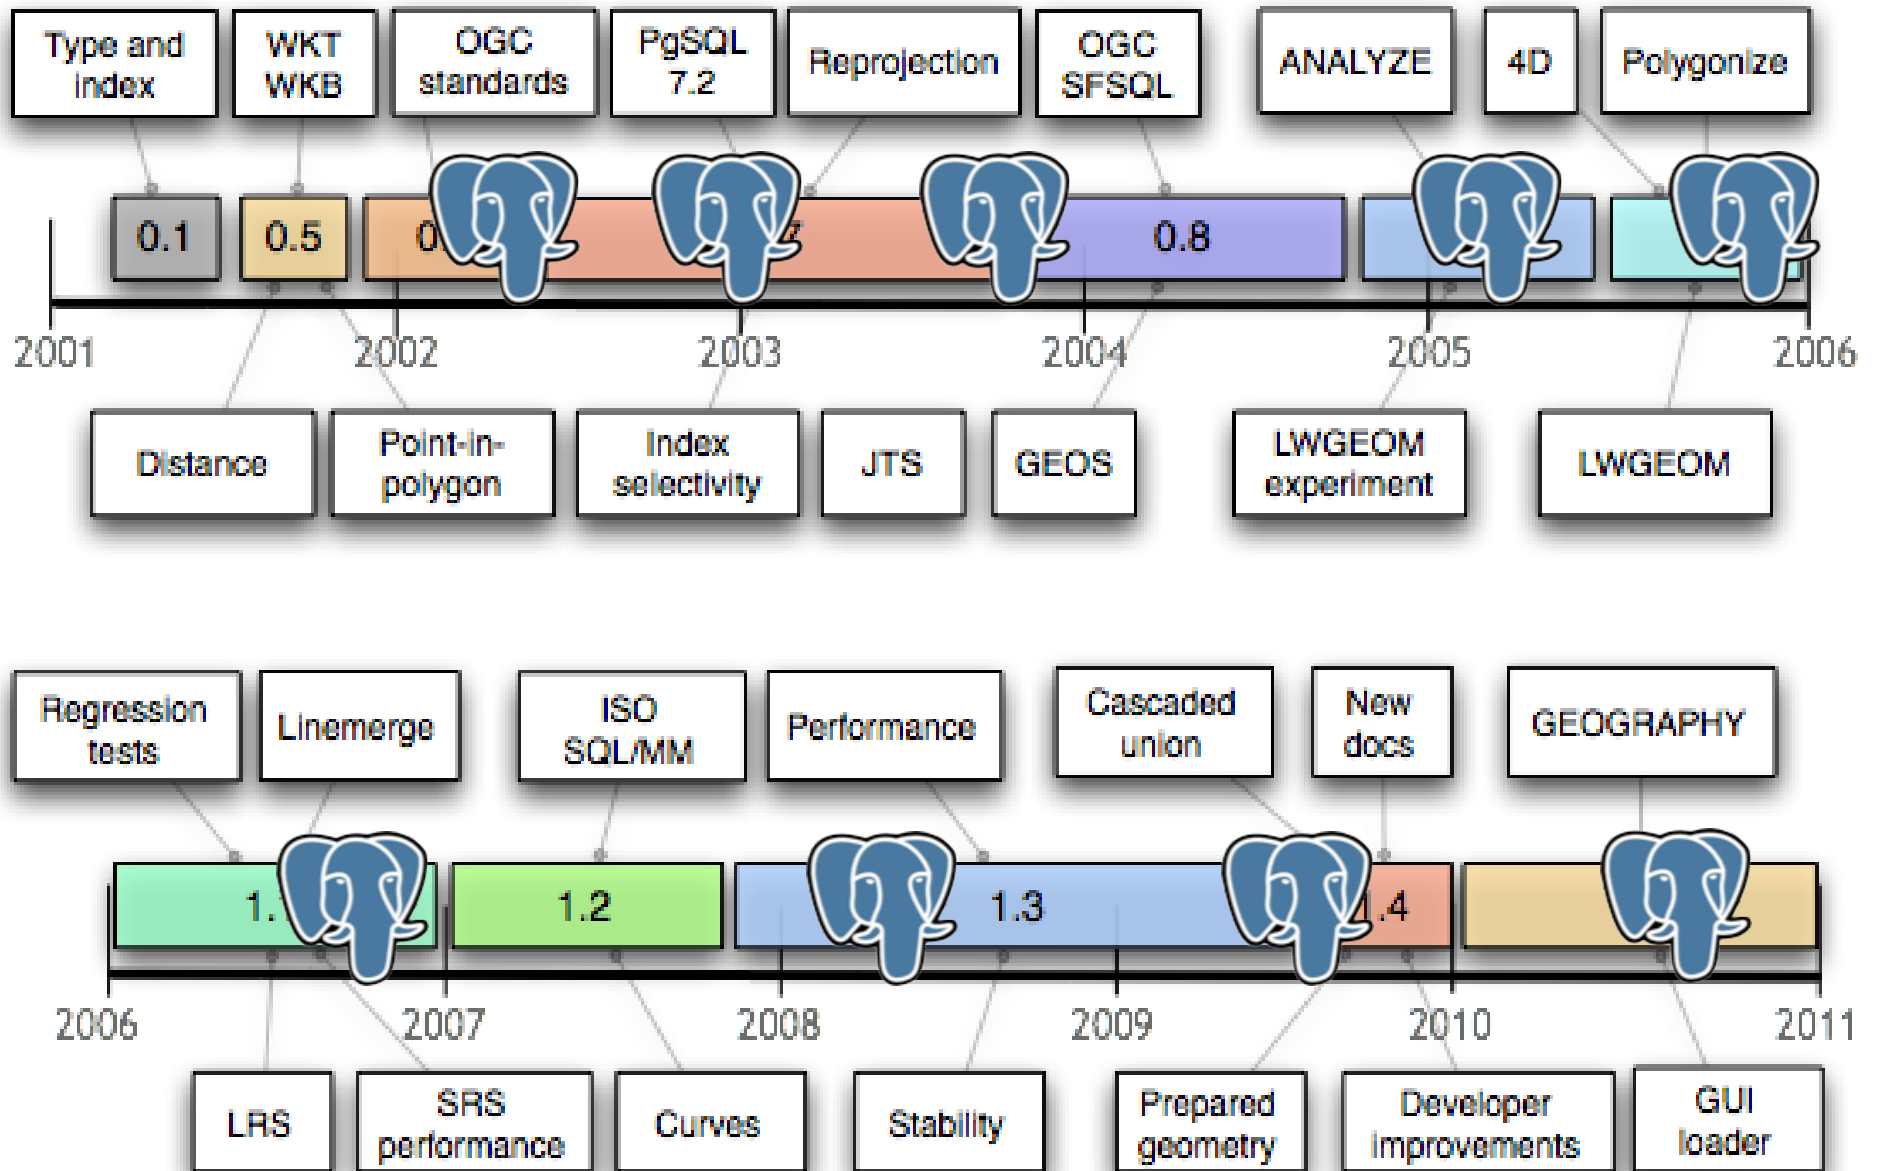 Type and
index
WKT
WKB
OGC
standards
PgSQL
7.2
Reprojection
OGC
SFSQL
ANALYZE
4D
Polygonize
0.1
0.5
0.8
2001
2002
2003
2004
2005
2006
Distance
Point-in-
polygon
Index
selectivity
JTS
GEOS
LWGEOM
experiment
LWGEOM
Regression
tests
Linemerge
ISO
SQL/MM
Performance
Cascaded
union
New
docs
GEOGRAPHY
1.2
1.3
2006
2007
2008
2009
2010
2011
LRS
SRS
performance
Curves
Stability
Prepared
geometry
Developer
improvements
GUI
loader